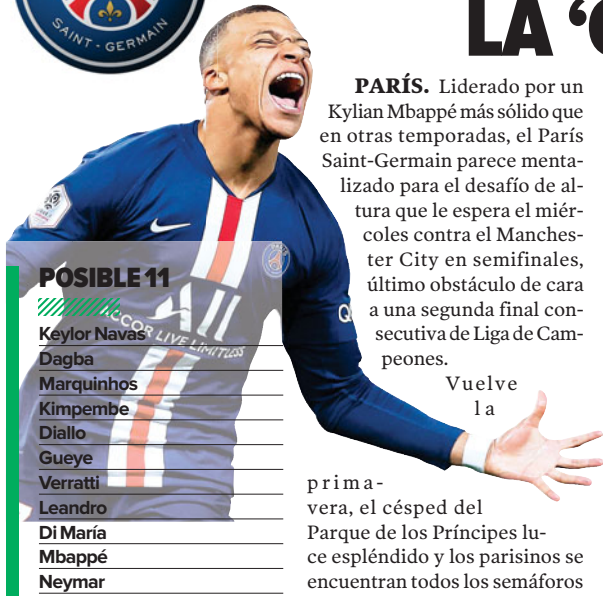 SAINT - GERMAIN
LA ‘
PARÍS. Liderado por un
Kylian Mbappé más sólido que
en otras temporadas, el París
Saint-Germain parece menta-
lizado para el desafío de al-
tura que le espera el miér-
coles contra el Manches-
ter City en semifinales,
último obstáculo de cara
a una segunda final con-
secutiva de Liga de Cam-
peones.
Vuelve
la
prima-
vera, el césped del
Parque de los Príncipes lu-
ce espléndido y los parisinos se
encuentran todos los semáforos
PARIS
ALL
ACCOR LIVE LIMITLESS
POSIBLE 11
Keylor Navas
Dagba
Marquinhos
Kimpembe
Diallo
Gueye
Verratti
Leandro
Di María
Mbappé
Neymar